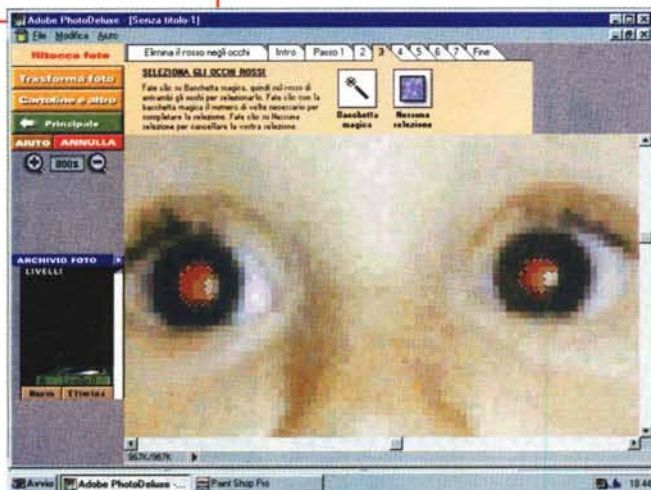 Adobe PhotoDeluxe - [Senza titolo-1]
File Modifica Aiuto
Ritocca foto
Elimina il rosso negli occhi Intro Passo 1 2 3 4 5 6 7 Fine
Trasforma foto
Cartoline e altro
Principale
AIUTO ANNULLA
800%
SELEZIONA GLI OCCHI ROSSI
Fate clic su Bacchetta magica, quindi sul rosso di
entrambi gli occhi per selezionarlo. Fate clic con la
bacchetta magica il numero di volte necessario per
completare la selezione. Fate clic su Nessuna
selezione per cancellare la vostra selezione
Bacchetta
magica
Nessuna
selezione
ARCHIVIO FOTO
LIVELLI
Nuovo Elimina
967K/967K
Avvio Adobe PhotoDeluxe -... Paint Shop Pro 18.44